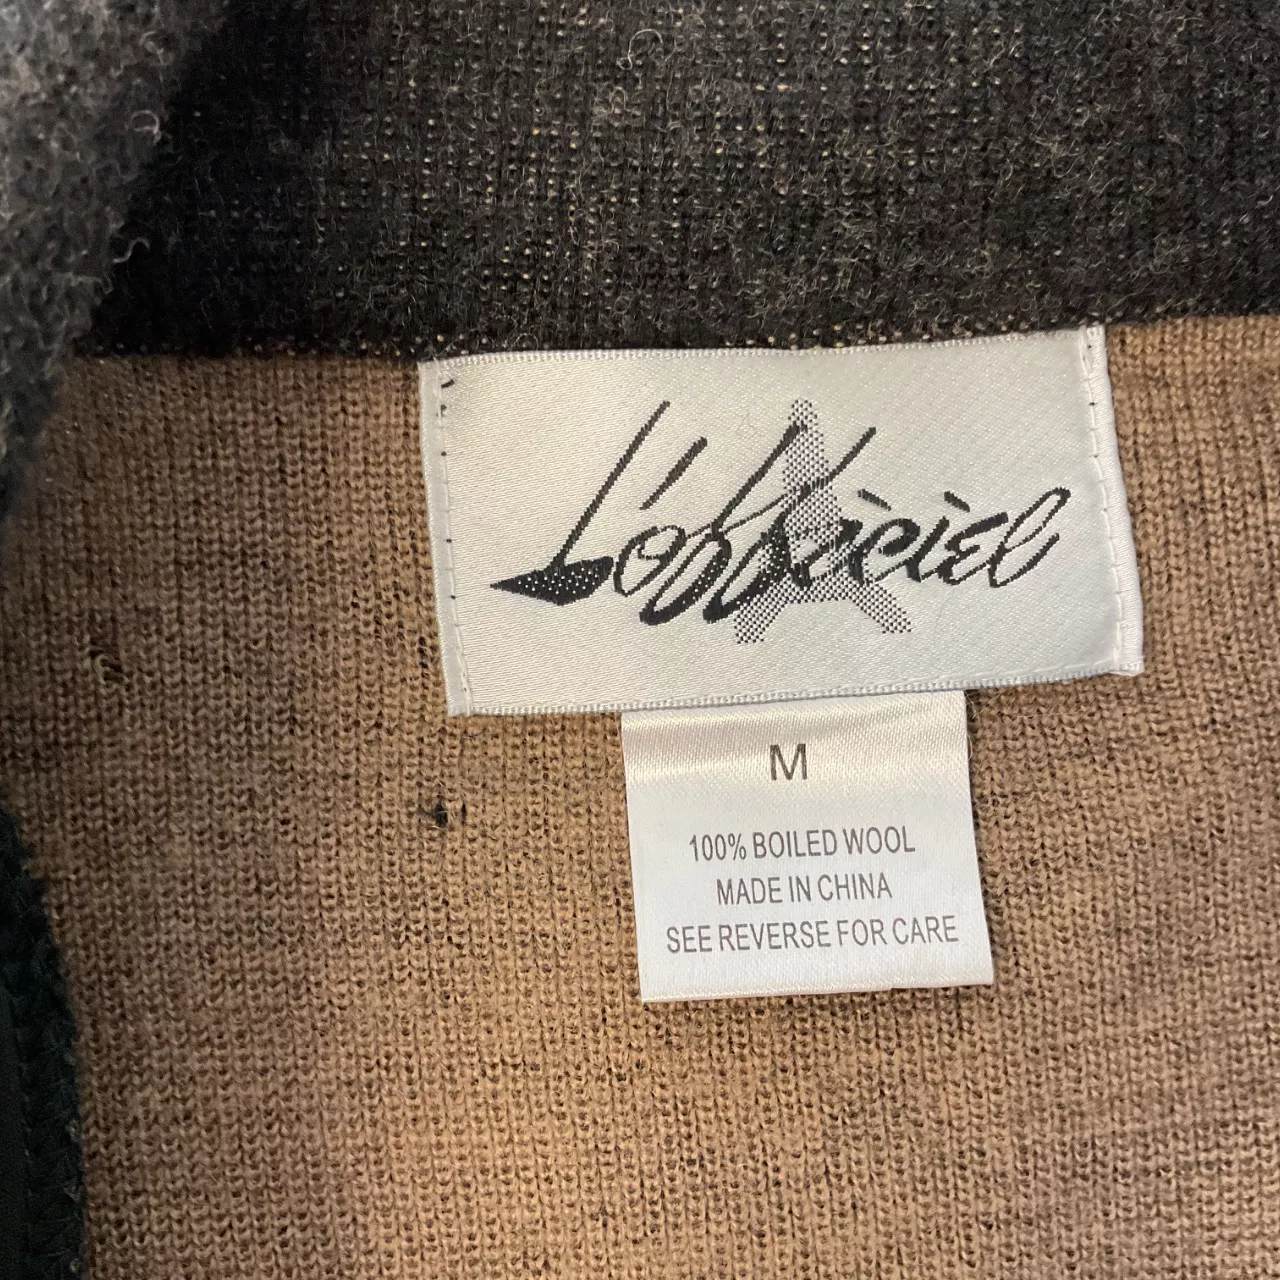 L'officiel
M
100% BOILED WOOL
MADE IN CHINA
SEE REVERSE FOR CARE